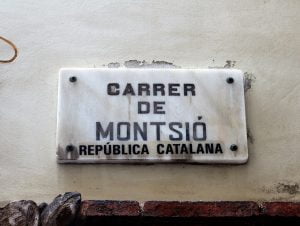 CARRER
DE
MONTSIÓ
REPÚBLICA CATALANA